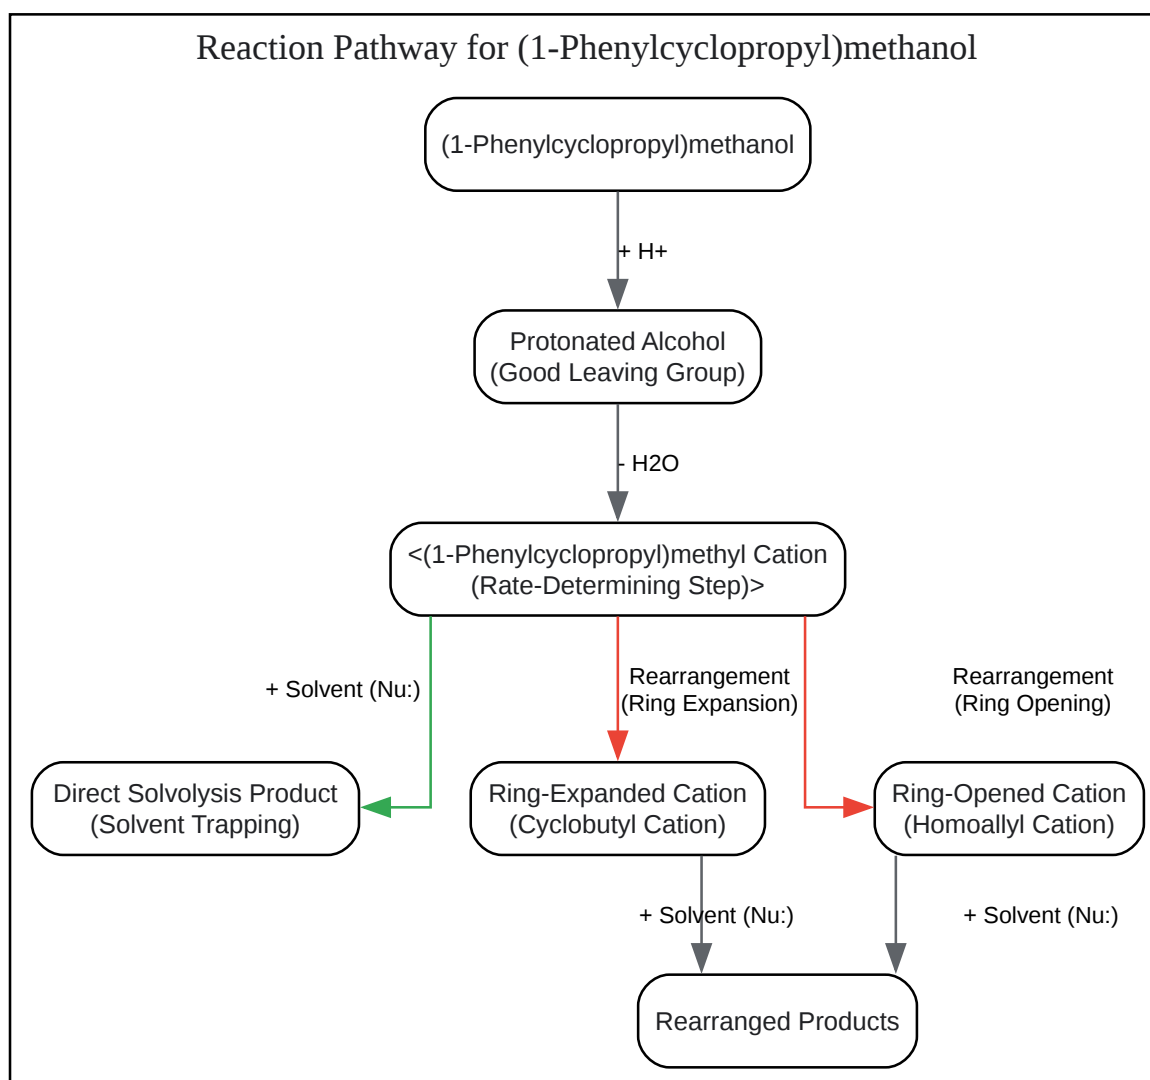 Reaction Pathway for (1-Phenylcyclopropyl)methanol
(1-Phenylcyclopropyl)methanol
+ H+
Protonated Alcohol
(Good Leaving Group)
- H2O
<(1-Phenylcyclopropyl)methyl Cation
(Rate-Determining Step)>
+ Solvent (Nu:)
Rearrangement
(Ring Expansion)
Rearrangement
(Ring Opening)
Direct Solvolysis Product
(Solvent Trapping)
Ring-Expanded Cation
(Cyclobutyl Cation)
Ring-Opened Cation
(Homoallyl Cation)
+ Solvent (Nu:)
+ Solvent (Nu:)
Rearranged Products